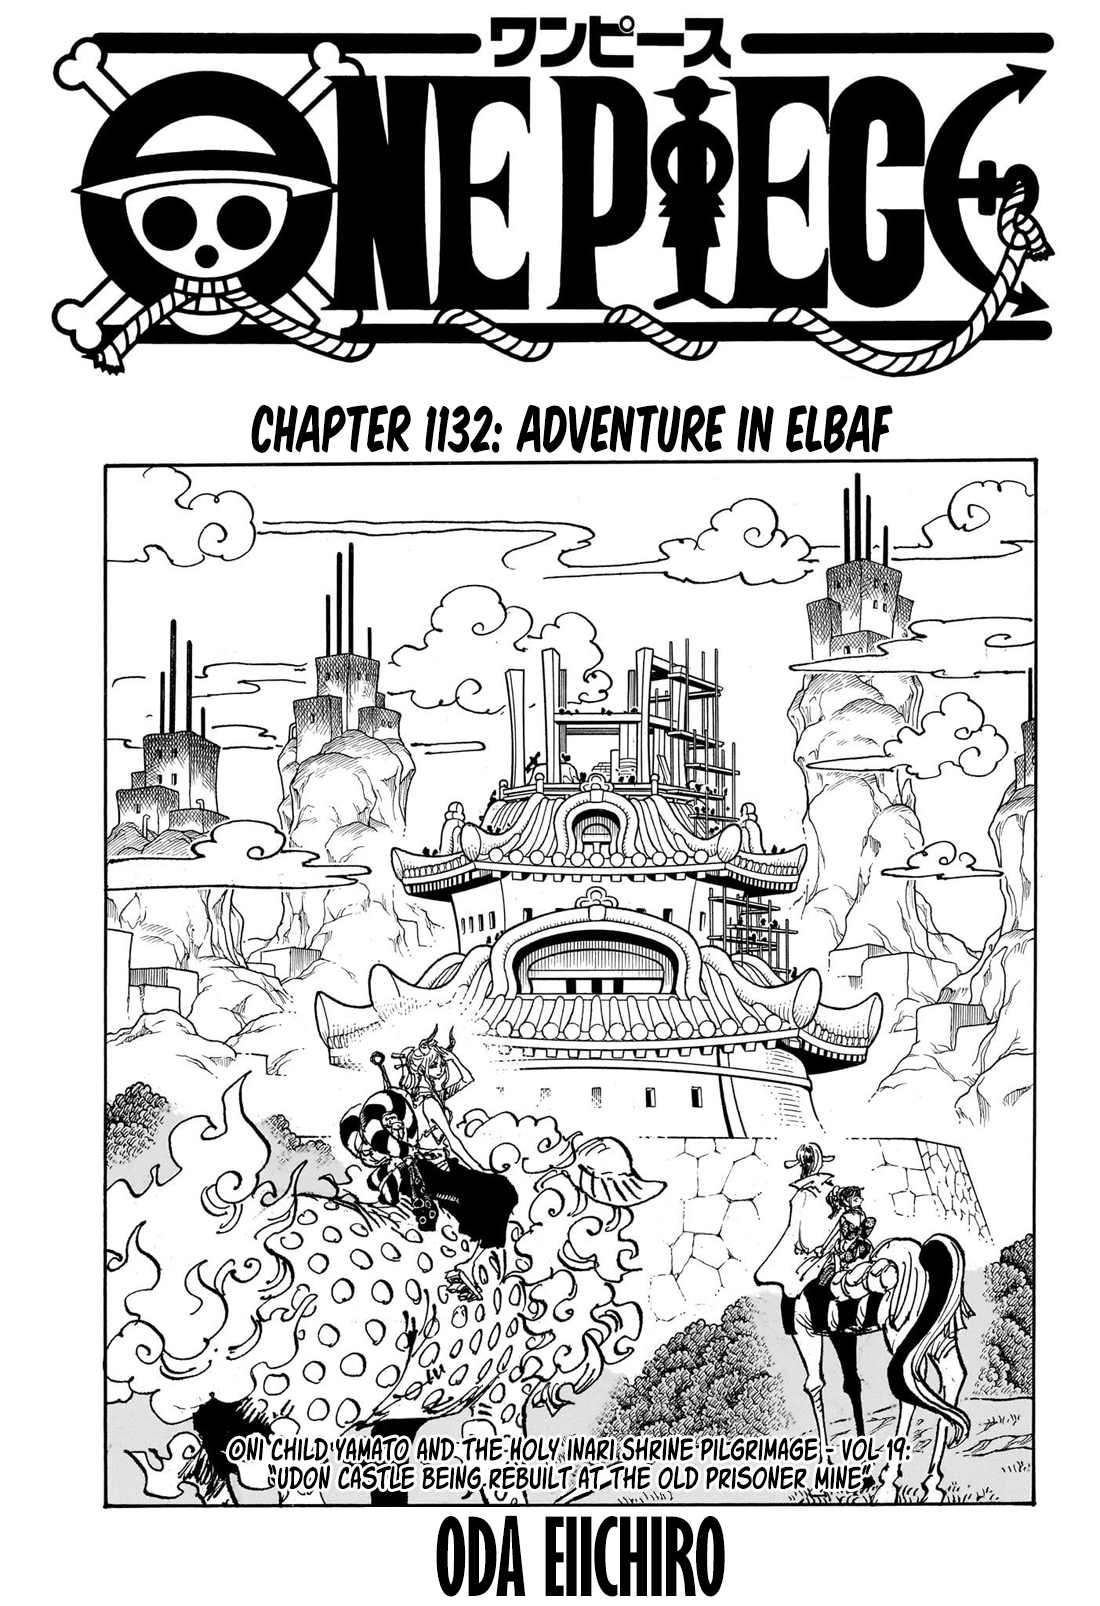 ワンピース
ONE PIECE
CHAPTER 1132: ADVENTURE IN ELBAF
ONI CHILD YAMATO AND THE HOLY INARI SHRINE PILGRIMAGE - VOL 19:
"UDON CASTLE BEING REBUILT AT THE OLD PRISONER MINE"
ODA EIICHIRO